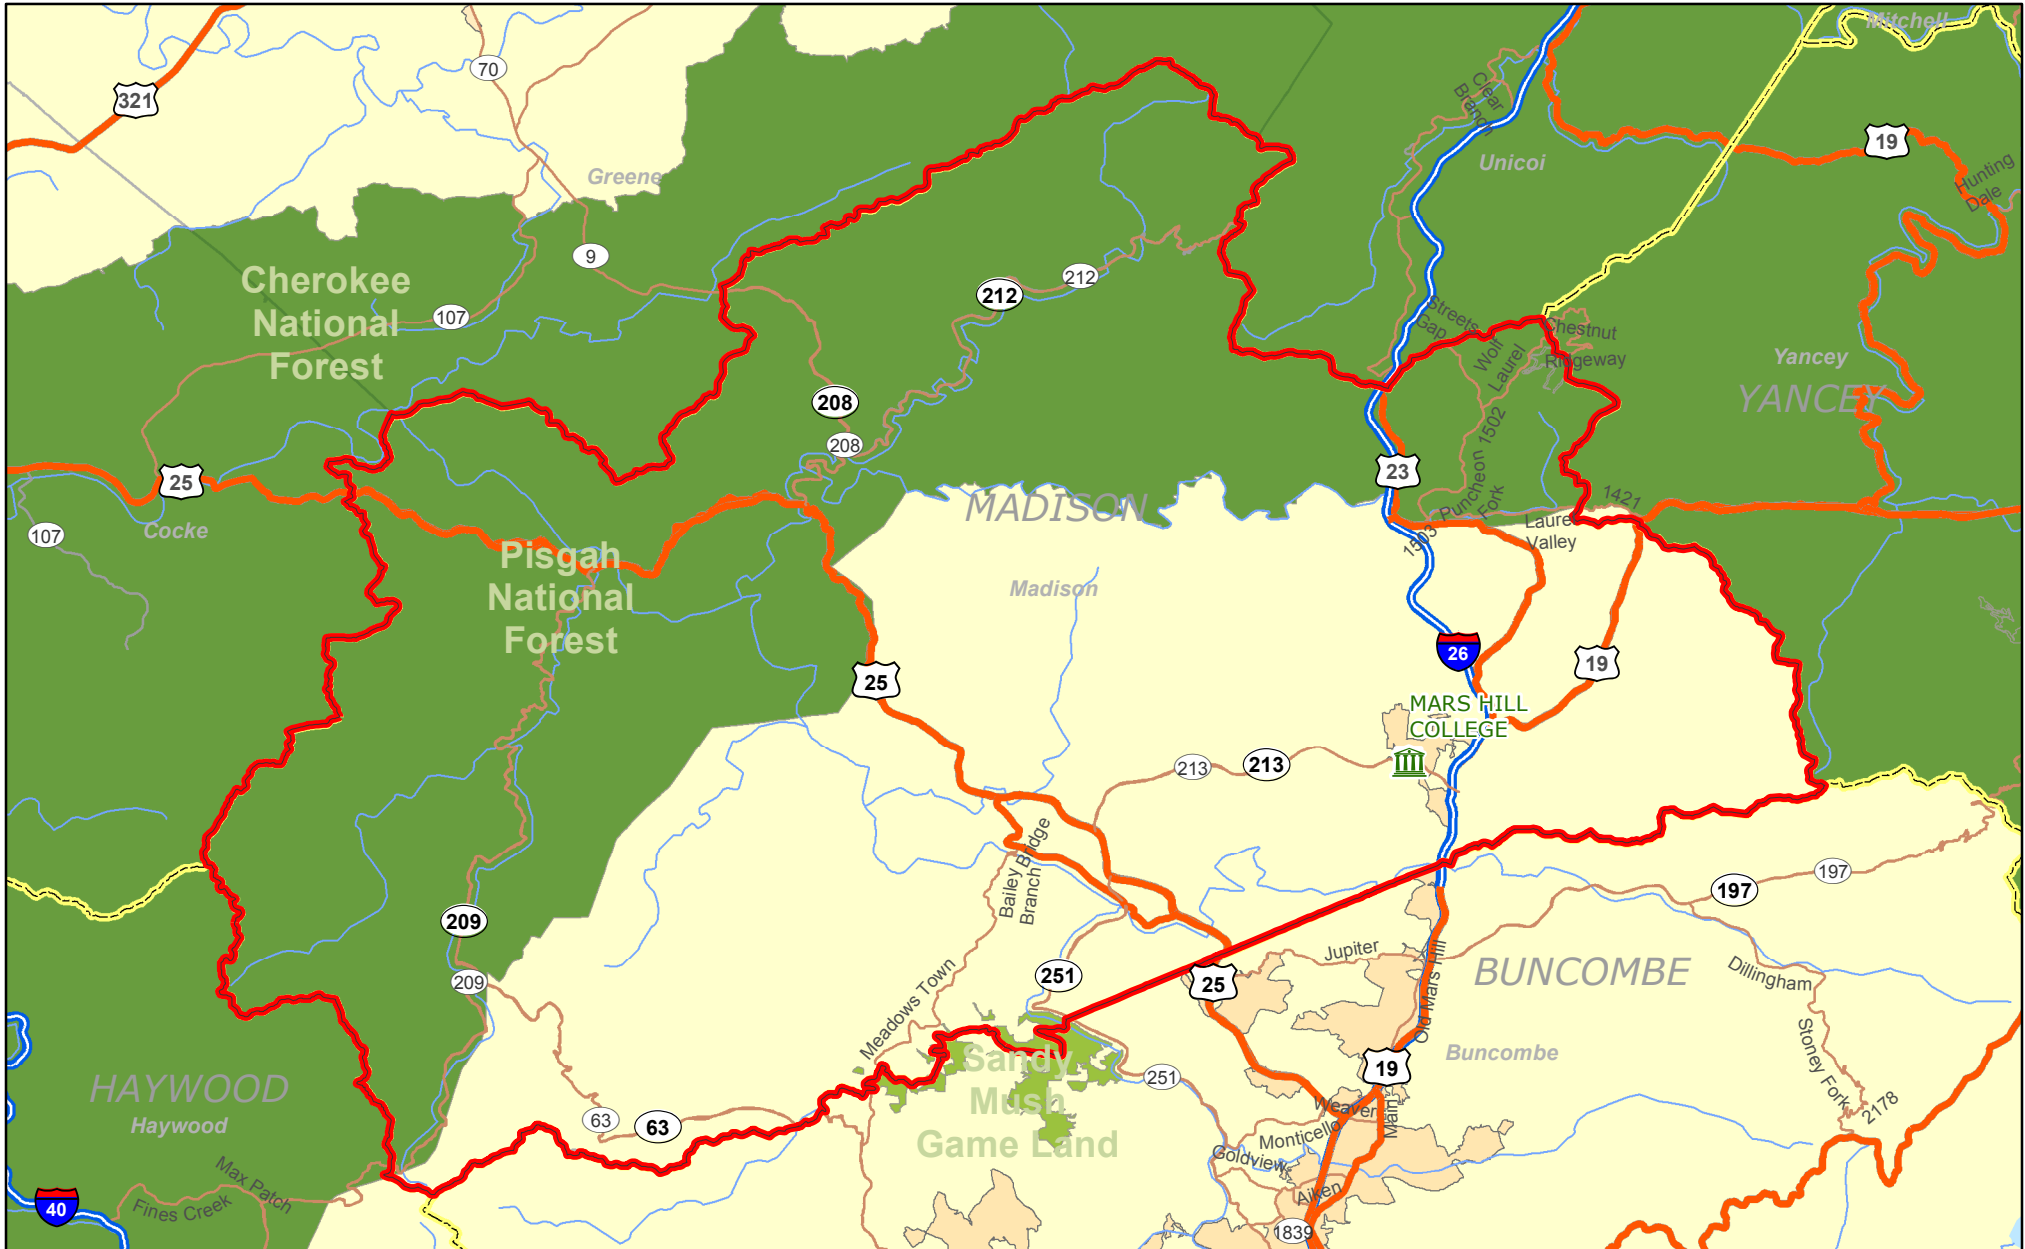 Mitchell
70
321
Clear
Branch
19
Unicoi
Hunting
Dale
Greene
9
Cherokee
National
Forest
212
212
107
Streets
Gap
Chestnut
Wolf
Laurel
Ridgeway
Yancey
YANCEY
208
208
1502
25
23
Puncheon
Fork
1421
MADISON
Laurel
Valley
1503
Cocke
107
Pisgah
National
Forest
Madison
26
19
25
MARS HILL
COLLEGE
213
213
Bailey Bridge
Branch
197
197
209
209
Jupiter
Old Mars Hill
BUNCOMBE
Dillingham
251
25
Meadows Town
Stoney Fork
Sandy
Mush
Game Land
Buncombe
19
251
HAYWOOD
Haywood
63
63
Weaver
Main
Monticello
2178
Goldview
Max Patch
Fines Creek
Aiken
40
1839